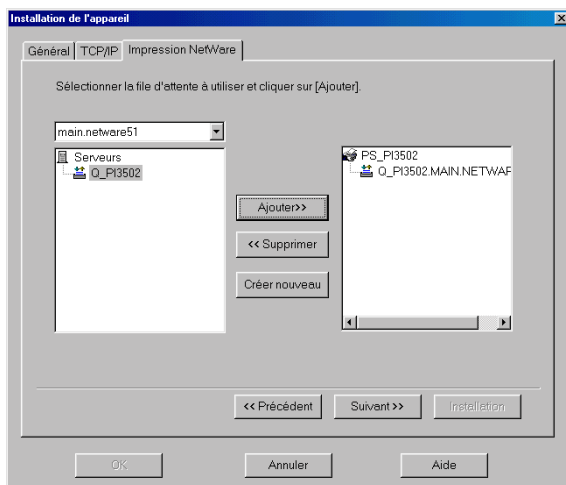 Installation de l'appareil
Général TCP/IP Impression NetWare
Sélectionner la file d'attente à utiliser et cliquer sur [Ajouter].
main.netware51
Serveurs
Q_PI3502
Ajouter>>
<< Supprimer
Créer nouveau
PS_PI3502
Q_PI3502.MAIN.NETWAR
<< Précédent
Suivant >>
Installation
OK
Annuler
Aide